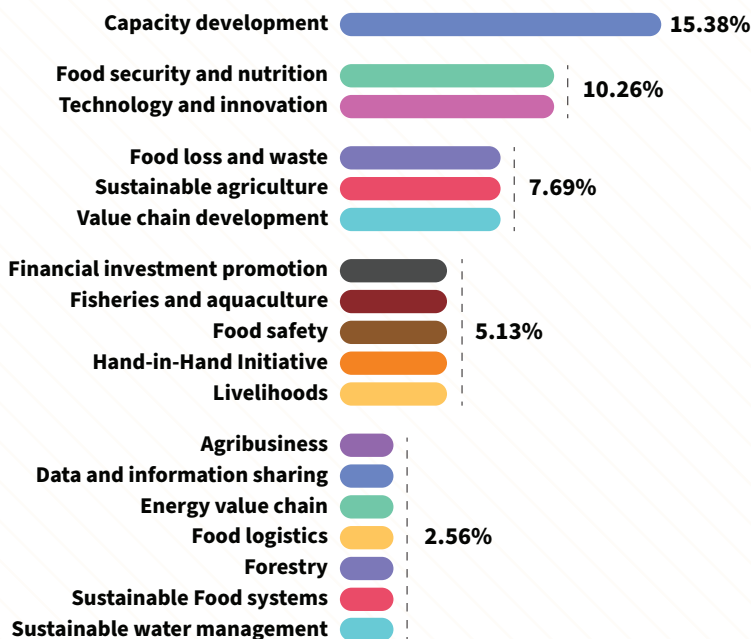 Capacity development 15.38%
Food security and nutrition
Technology and innovation
10.26%
Food loss and waste
Sustainable agriculture
Value chain development
7.69%
Financial investment promotion
Fisheries and aquaculture
Food safety
Hand-in-Hand Initiative
Livelihoods
5.13%
Agribusiness
Data and information sharing
Energy value chain
Food logistics
Forestry
Sustainable Food systems
Sustainable water management
2.56%